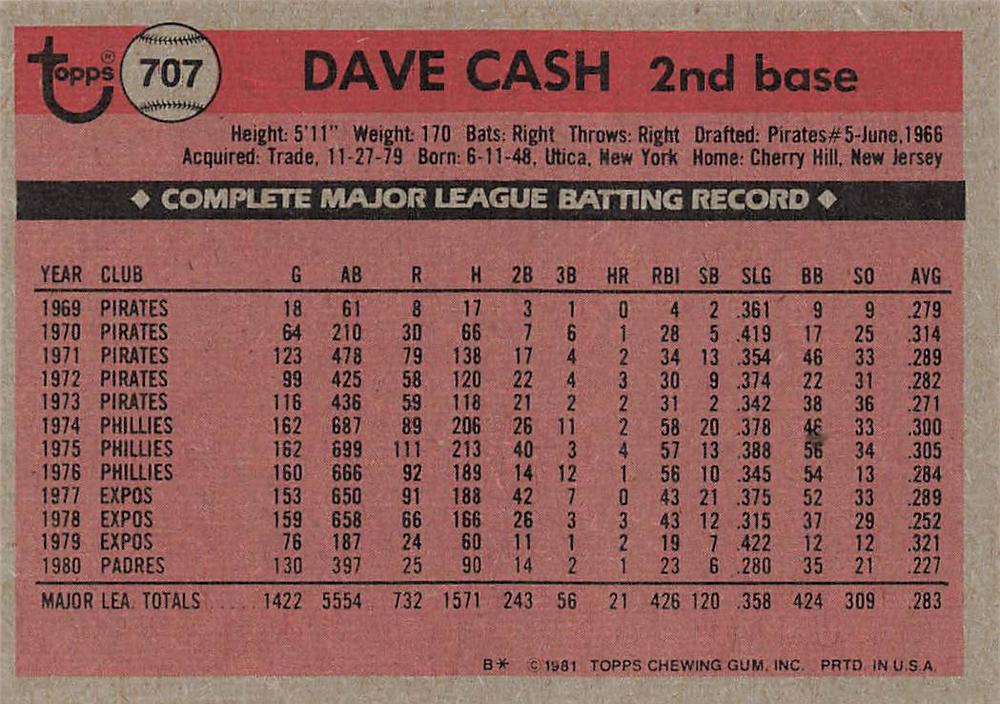 Topps® 707 DAVE CASH 2nd base
Height: 5'11" Weight: 170 Bats: Right Throws: Right Drafted: Pirates#5-June,1966
Acquired: Trade, 11-27-79 Born: 6-11-48, Utica, New York Home: Cherry Hill, New Jersey
◆ COMPLETE MAJOR LEAGUE BATTING RECORD ◆
YEAR CLUB G AB R H 2B 3B HR RBI SB SLG BB SO AVG
1969 PIRATES 18 61 8 17 3 1 0 4 2 .361 9 9 .279
1970 PIRATES 64 210 30 66 7 6 1 28 5 .419 17 25 .314
1971 PIRATES 123 478 79 138 17 4 2 34 13 .354 46 33 .289
1972 PIRATES 99 425 58 120 22 4 3 30 9 .374 22 31 .282
1973 PIRATES 116 436 59 118 21 2 2 31 2 .342 38 36 .271
1974 PHILLIES 162 687 89 206 26 11 2 58 20 .378 46 33 .300
1975 PHILLIES 162 699 111 213 40 3 4 57 13 .388 56 34 .305
1976 PHILLIES 160 666 92 189 14 12 1 56 10 .345 54 13 .284
1977 EXPOS 153 650 91 188 42 7 0 43 21 .375 52 33 .289
1978 EXPOS 159 658 66 166 26 3 3 43 12 .315 37 29 .252
1979 EXPOS 76 187 24 60 11 1 2 19 7 .422 12 12 .321
1980 PADRES 130 397 25 90 14 2 1 23 6 .280 35 21 .227
MAJOR LEA. TOTALS ..... 1422 5554 732 1571 243 56 21 426 120 .358 424 309 .283
B* © 1981 TOPPS CHEWING GUM, INC. PRTD. IN U.S.A.